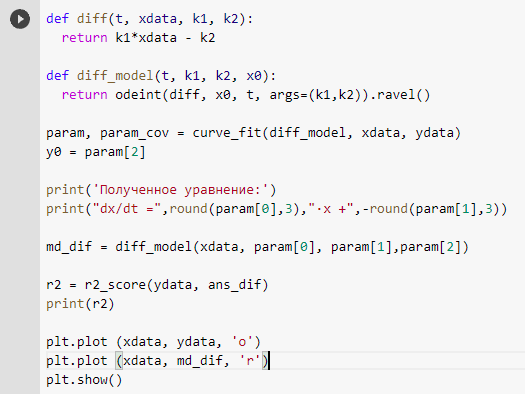 def diff(t, xdata, k1, k2):
  return k1*xdata - k2

def diff_model(t, k1, k2, x0):
  return odeint(diff, x0, t, args=(k1,k2)).ravel()

param, param_cov = curve_fit(diff_model, xdata, ydata)
y0 = param[2]

print('Полученное уравнение:')
print("dx/dt =",round(param[0],3),"·x +",-round(param[1],3))

md_dif = diff_model(xdata, param[0], param[1],param[2])

r2 = r2_score(ydata, ans_dif)
print(r2)

plt.plot (xdata, ydata, 'o')
plt.plot (xdata, md_dif, 'r')
plt.show()